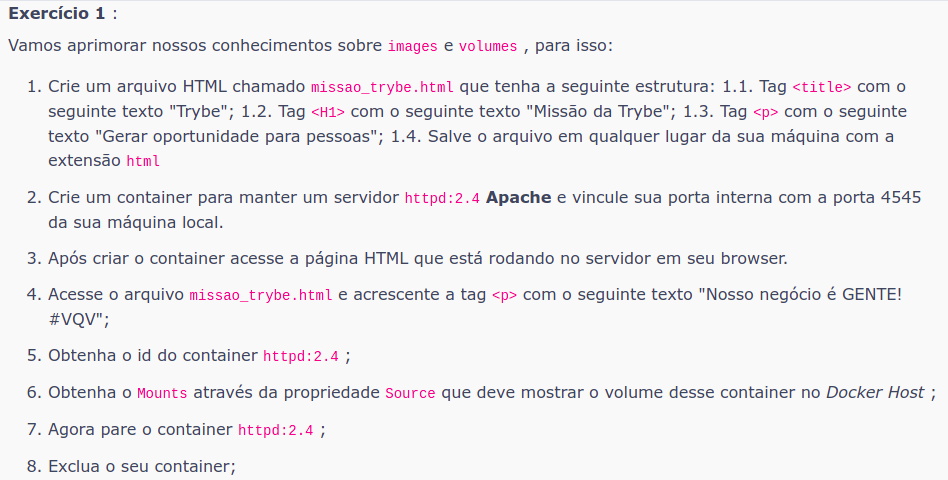 Exercício 1 :
Vamos aprimorar nossos conhecimentos sobre images e volumes , para isso:
1. Crie um arquivo HTML chamado missao_trybe.html que tenha a seguinte estrutura: 1.1. Tag <title> com o
seguinte texto "Trybe"; 1.2. Tag <H1> com o seguinte texto "Missão da Trybe"; 1.3. Tag <p> com o seguinte
texto "Gerar oportunidade para pessoas"; 1.4. Salve o arquivo em qualquer lugar da sua máquina com a
extensão html
2. Crie um container para manter um servidor httpd:2.4 Apache e vincule sua porta interna com a porta 4545
da sua máquina local.
3. Após criar o container acesse a página HTML que está rodando no servidor em seu browser.
4. Acesse o arquivo missao_trybe.html e acrescente a tag <p> com o seguinte texto "Nosso negócio é GENTE!
#VQV";
5. Obtenha o id do container httpd:2.4 ;
6. Obtenha o Mounts através da propriedade Source que deve mostrar o volume desse container no Docker Host ;
7. Agora pare o container httpd:2.4 ;
8. Exclua o seu container;